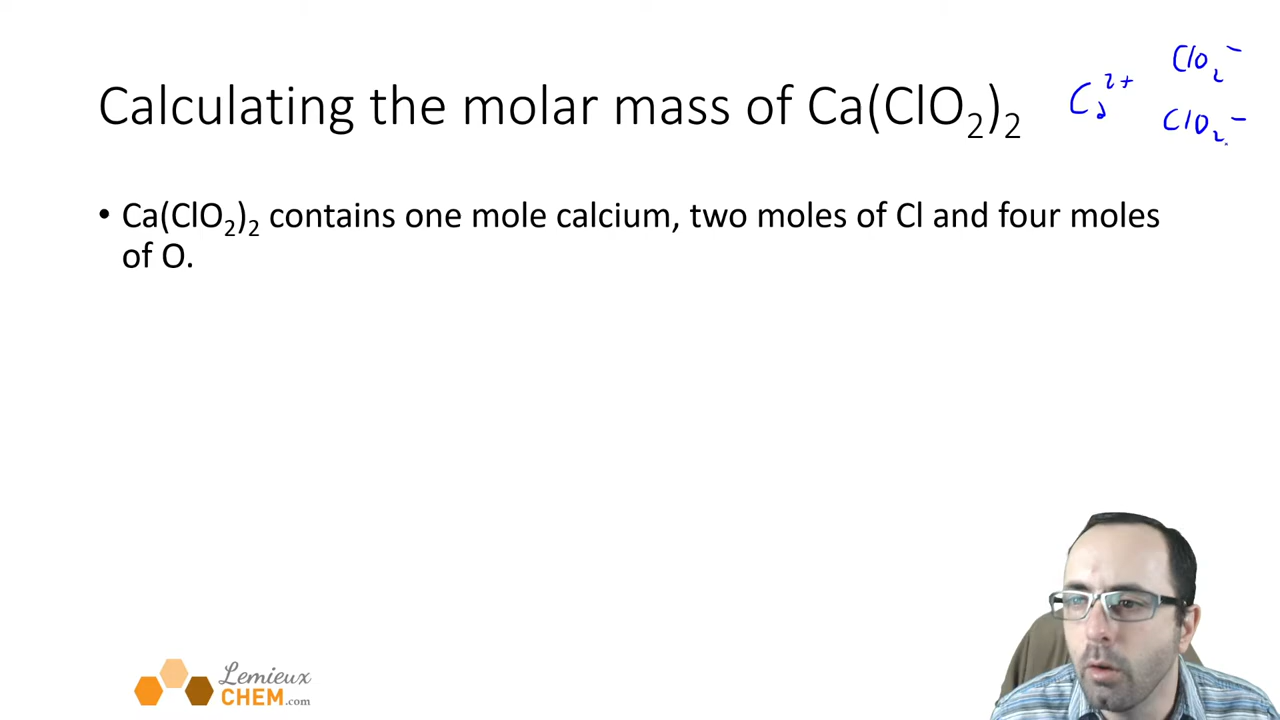 Calculating the molar mass of Ca(ClO₂)₂
Ca²⁺
ClO₂⁻
ClO₂⁻
• Ca(ClO₂)₂ contains one mole calcium, two moles of Cl and four moles
of O.
Lemieux
CHEM.com